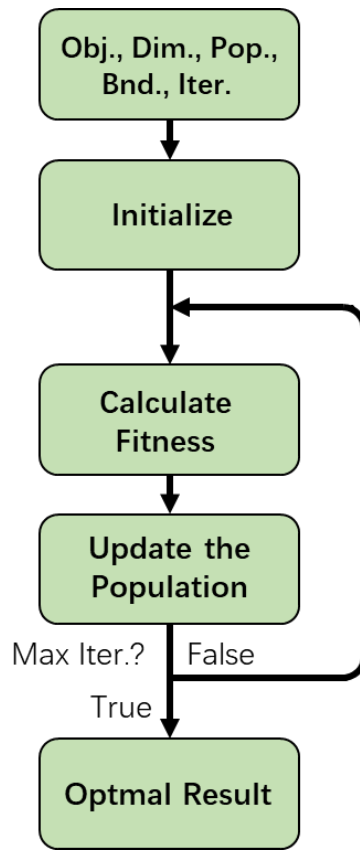 Obj., Dim., Pop.,
Bnd., Iter.
Initialize
Calculate
Fitness
Update the
Population
Max Iter.? False
True
Optmal Result